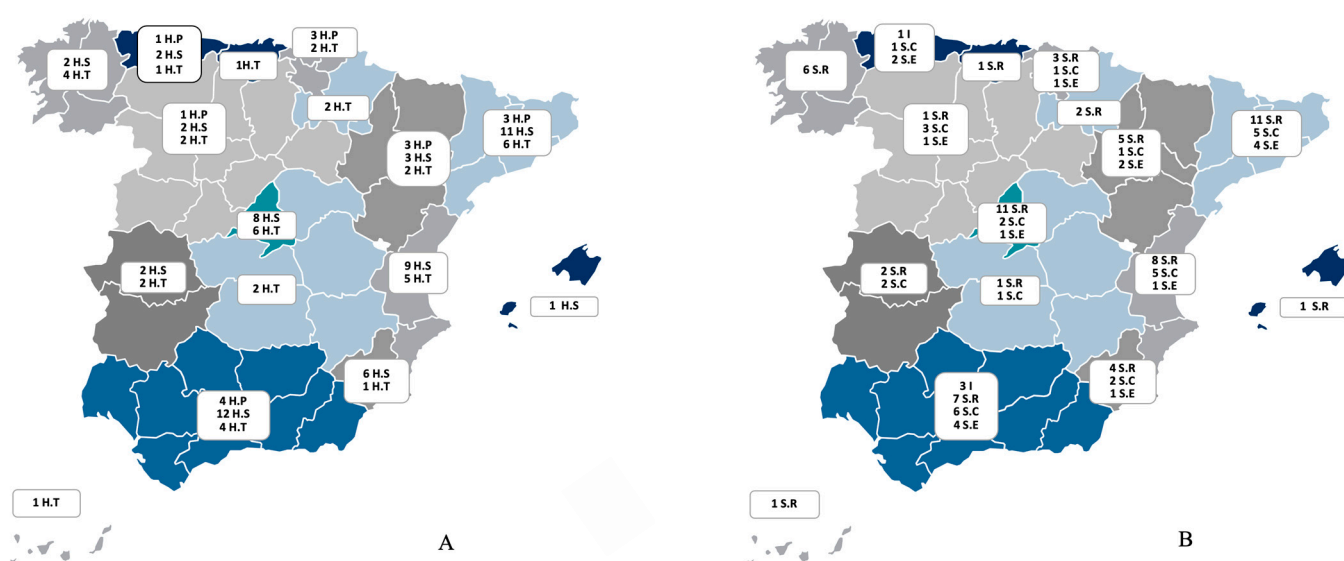 2 H.S
4 H.T
1 H.P
2 H.S
1 H.T
1H.T
3 H.P
2 H.T
2 H.T
1 H.P
2 H.S
2 H.T
3 H.P
11 H.S
6 H.T
3 H.P
3 H.S
2 H.T
8 H.S
6 H.T
2 H.S
2 H.T
2 H.T
9 H.S
5 H.T
1 H.S
6 H.S
1 H.T
4 H.P
12 H.S
4 H.T
1 H.T
A
6 S.R
1 I
1 S.C
2 S.E
1 S.R
3 S.R
1 S.C
1 S.E
2 S.R
1 S.R
3 S.C
1 S.E
11 S.R
5 S.C
4 S.E
5 S.R
1 S.C
2 S.E
11 S.R
2 S.C
1 S.E
2 S.R
2 S.C
1 S.R
1 S.C
8 S.R
5 S.C
1 S.E
1 S.R
4 S.R
2 S.C
1 S.E
3 I
7 S.R
6 S.C
4 S.E
1 S.R
B